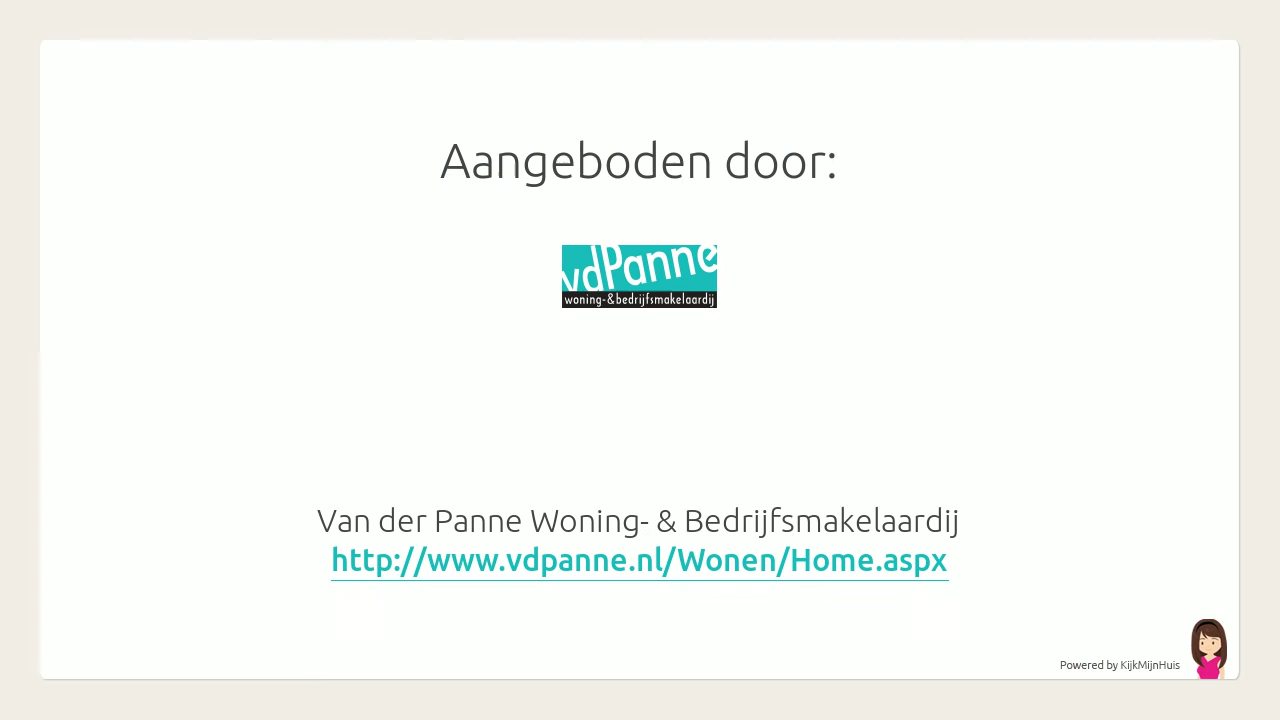 Aangeboden door:
vdPanne
woning-&bedrijfsmakelaardij
Van der Panne Woning- & Bedrijfsmakelaardij
http://www.vdpanne.nl/Wonen/Home.aspx
Powered by KijkMijnHuis